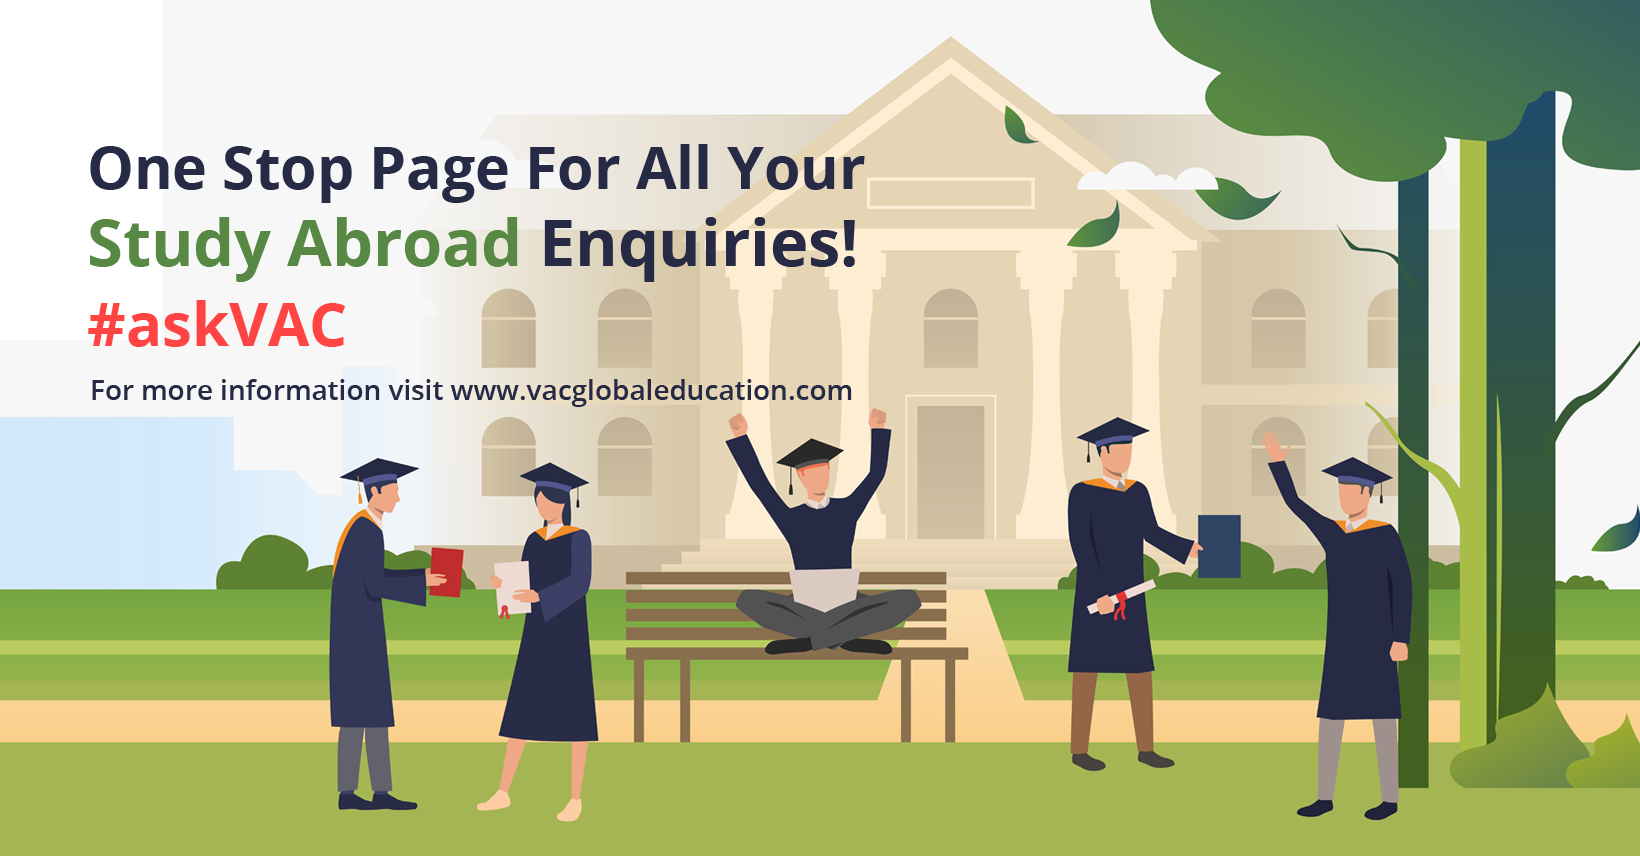 One Stop Page For All Your
Study Abroad Enquiries!
#askVAC
For more information visit www.vacglobaleducation.com